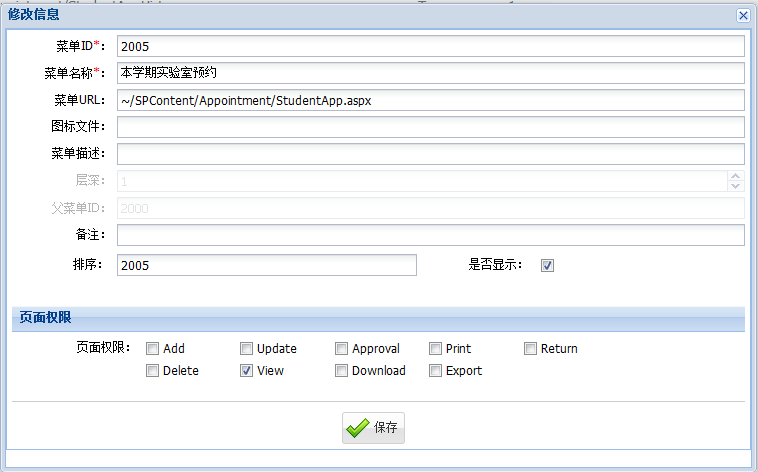 修改信息
菜单ID*： 2005
菜单名称*： 本学期实验室预约
菜单URL： ~/SPContent/Appointment/StudentApp.aspx
图标文件：
菜单描述：
层深： 1
父菜单ID： 2000
备注：
排序： 2005 是否显示：
页面权限
页面权限： Add Update Approval Print Return
Delete View Download Export
保存